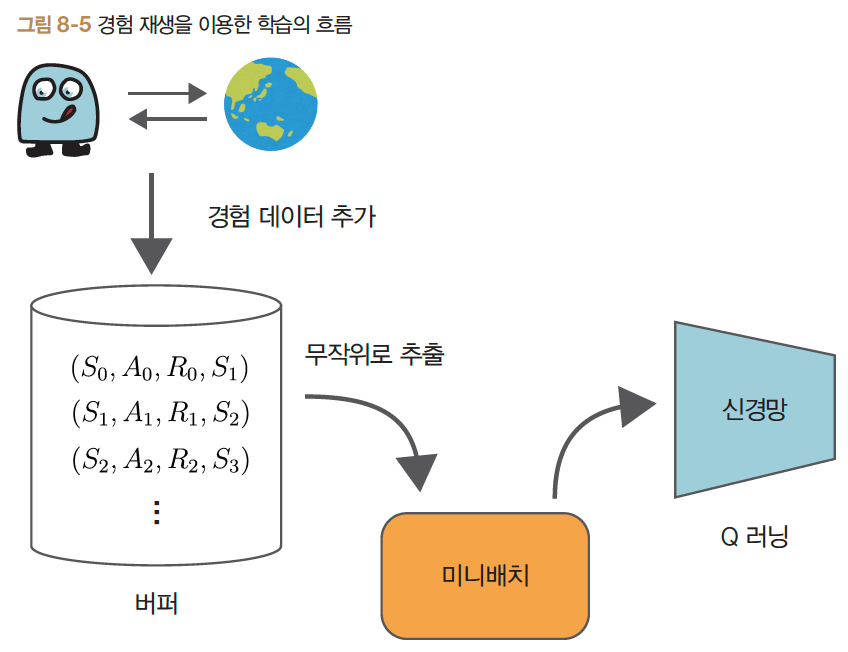 그림 8-5 경험 재생을 이용한 학습의 흐름
경험 데이터 추가
무작위로 추출
(S₀, A₀, R₀, S₁)
(S₁, A₁, R₁, S₂)
(S₂, A₂, R₂, S₃)
⋮
버퍼
미니배치
신경망
Q 러닝